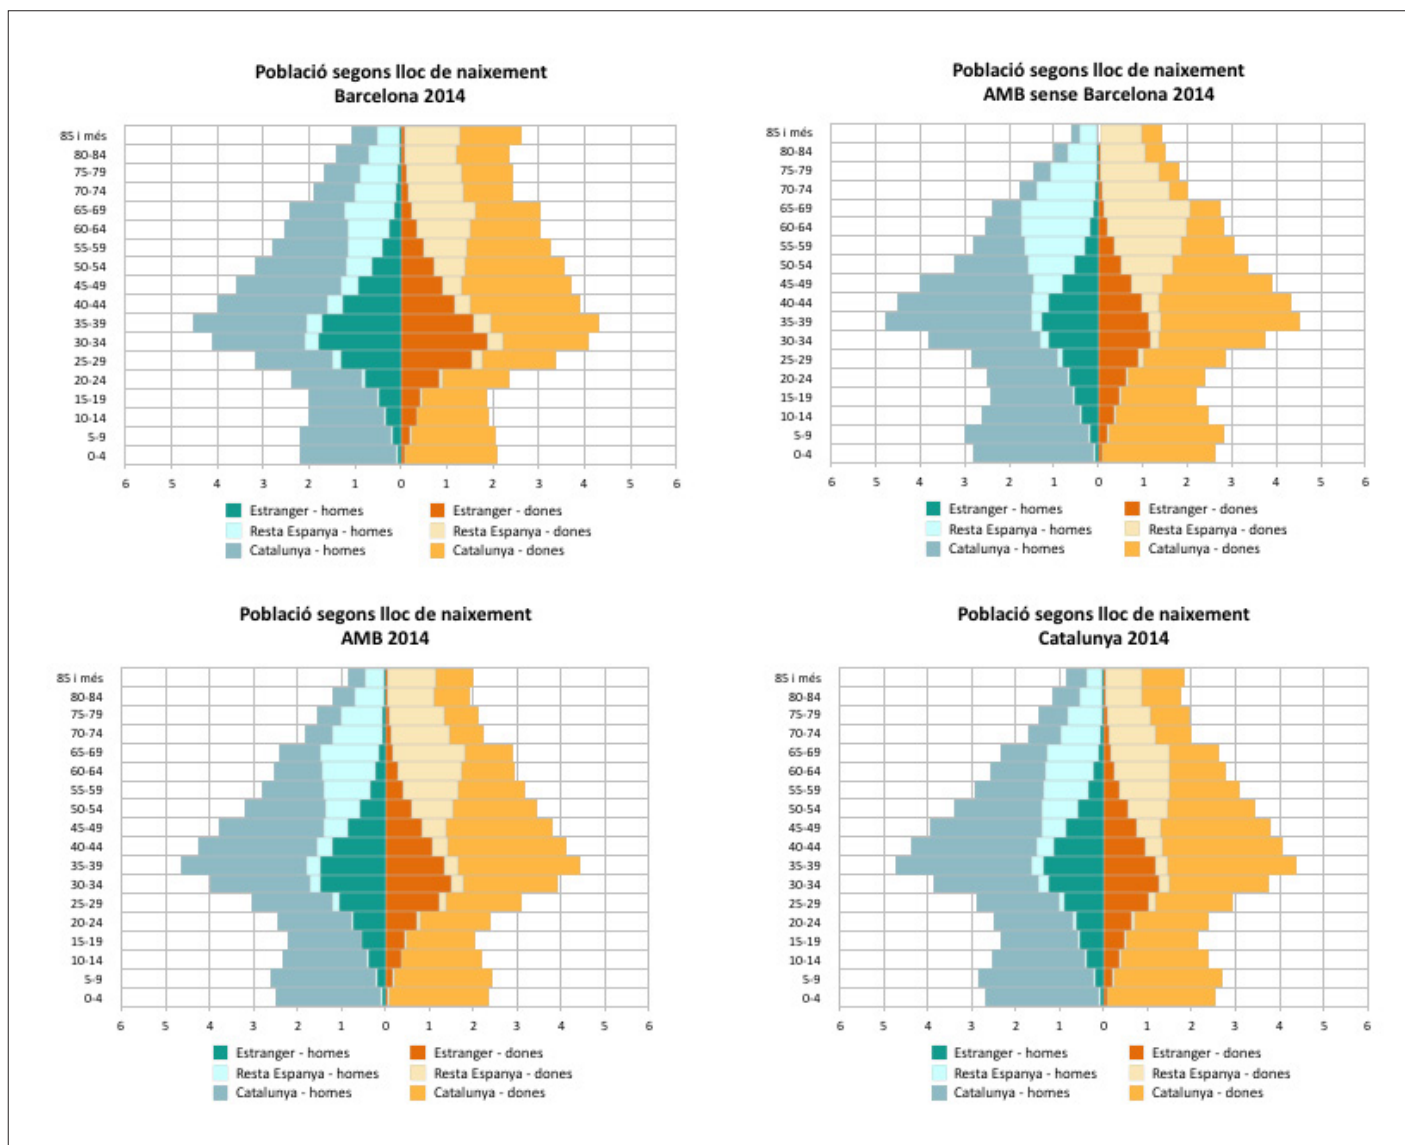 Població segons lloc de naixement
Barcelona 2014
85 i més
80-84
75-79
70-74
65-69
60-64
55-59
50-54
45-49
40-44
35-39
30-34
25-29
20-24
15-19
10-14
5-9
0-4
6 5 4 3 2 1 0 1 2 3 4 5 6
Estranger - homes Estranger - dones
Resta Espanya - homes Resta Espanya - dones
Catalunya - homes Catalunya - dones
Població segons lloc de naixement
AMB sense Barcelona 2014
85 i més
80-84
75-79
70-74
65-69
60-64
55-59
50-54
45-49
40-44
35-39
30-34
25-29
20-24
15-19
10-14
5-9
0-4
6 5 4 3 2 1 0 1 2 3 4 5 6
Estranger - homes Estranger - dones
Resta Espanya - homes Resta Espanya - dones
Catalunya - homes Catalunya - dones
Població segons lloc de naixement
AMB 2014
85 i més
80-84
75-79
70-74
65-69
60-64
55-59
50-54
45-49
40-44
35-39
30-34
25-29
20-24
15-19
10-14
5-9
0-4
6 5 4 3 2 1 0 1 2 3 4 5 6
Estranger - homes Estranger - dones
Resta Espanya - homes Resta Espanya - dones
Catalunya - homes Catalunya - dones
Població segons lloc de naixement
Catalunya 2014
85 i més
80-84
75-79
70-74
65-69
60-64
55-59
50-54
45-49
40-44
35-39
30-34
25-29
20-24
15-19
10-14
5-9
0-4
6 5 4 3 2 1 0 1 2 3 4 5 6
Estranger - homes Estranger - dones
Resta Espanya - homes Resta Espanya - dones
Catalunya - homes Catalunya - dones